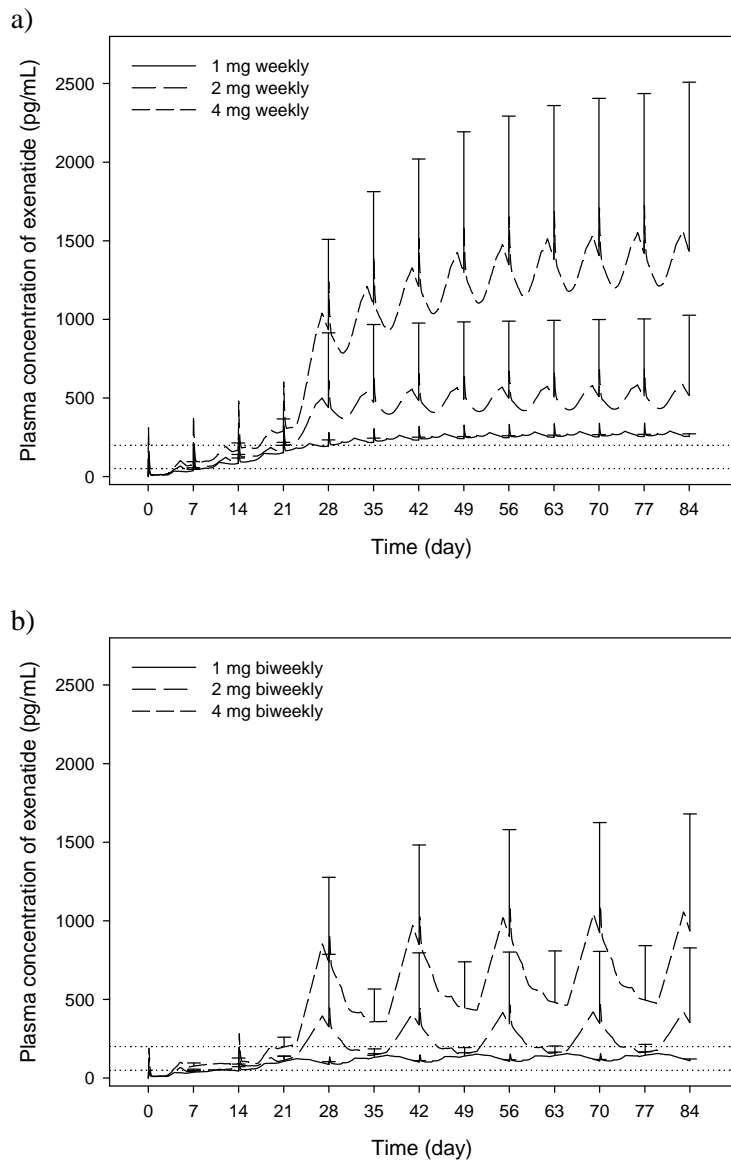 a)
Plasma concentration of exenatide (pg/mL)
2500
2000
1500
1000
500
0
1 mg weekly
2 mg weekly
4 mg weekly
0 7 14 21 28 35 42 49 56 63 70 77 84
Time (day)
b)
Plasma concentration of exenatide (pg/mL)
2500
2000
1500
1000
500
0
1 mg biweekly
2 mg biweekly
4 mg biweekly
0 7 14 21 28 35 42 49 56 63 70 77 84
Time (day)